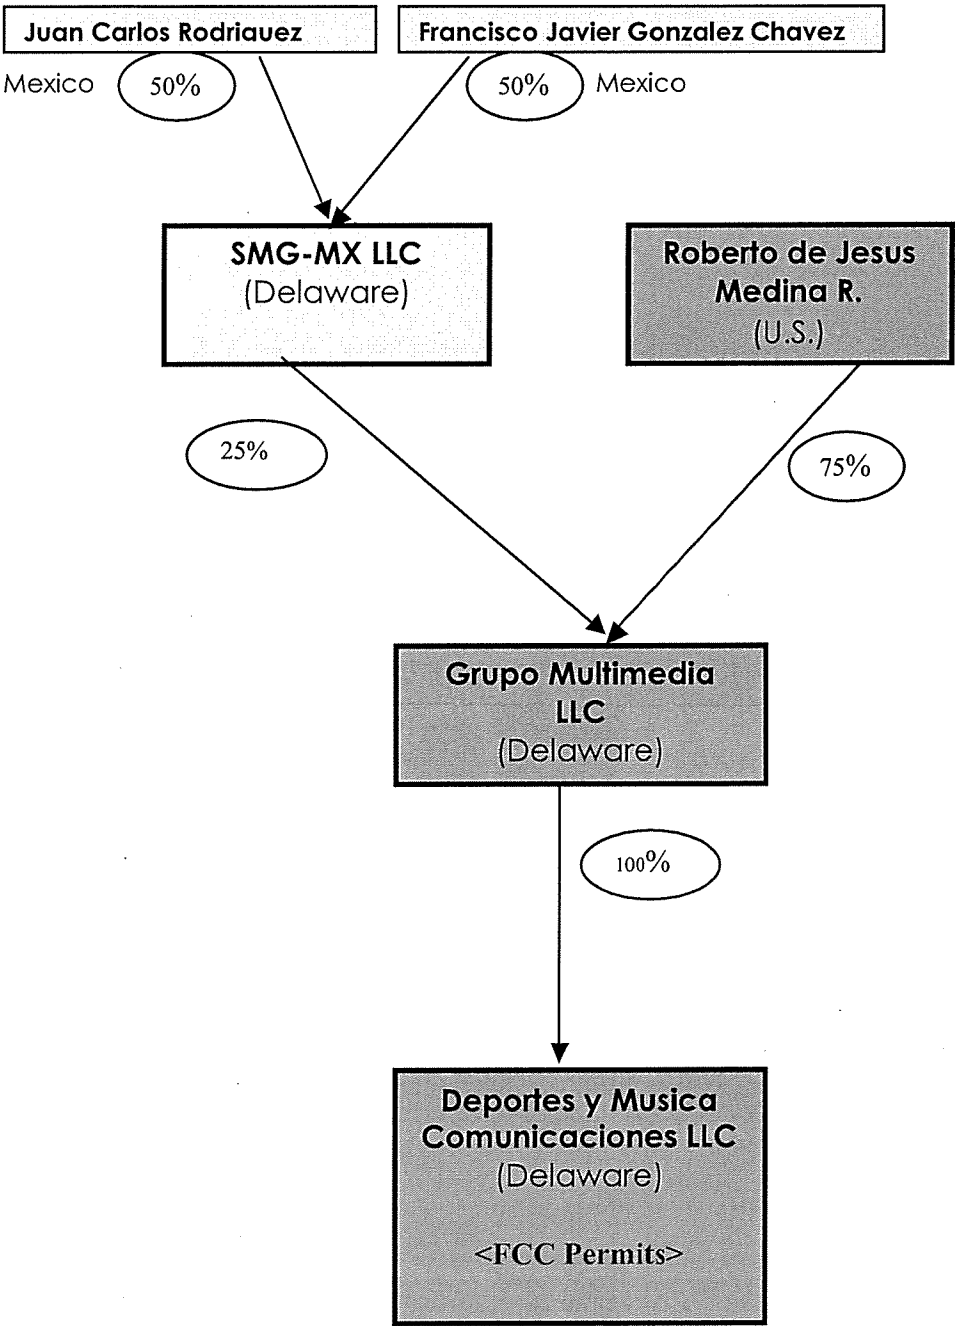 Juan Carlos Rodriauez
Francisco Javier Gonzalez Chavez
Mexico
50%
50%
Mexico
SMG-MX LLC
(Delaware)
Roberto de Jesus
Medina R.
(U.S.)
25%
75%
Grupo Multimedia
LLC
(Delaware)
100%
Deportes y Musica
Comunicaciones LLC
(Delaware)
<FCC Permits>